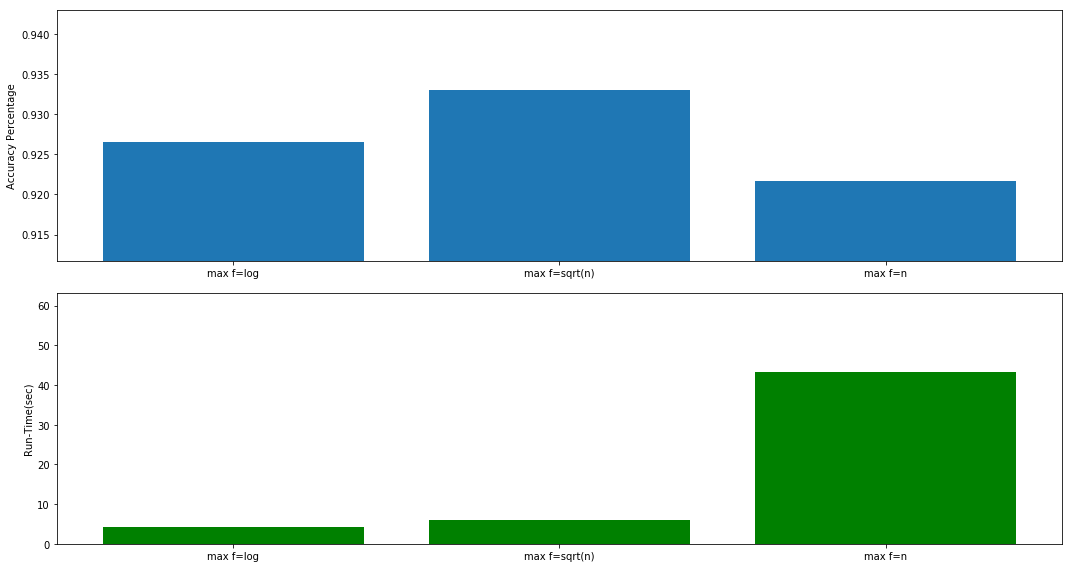 Accuracy Percentage
0.940
0.935
0.930
0.925
0.920
0.915
max f=log
max f=sqrt(n)
max f=n
Run-Time(sec)
60
50
40
30
20
10
0
max f=log
max f=sqrt(n)
max f=n